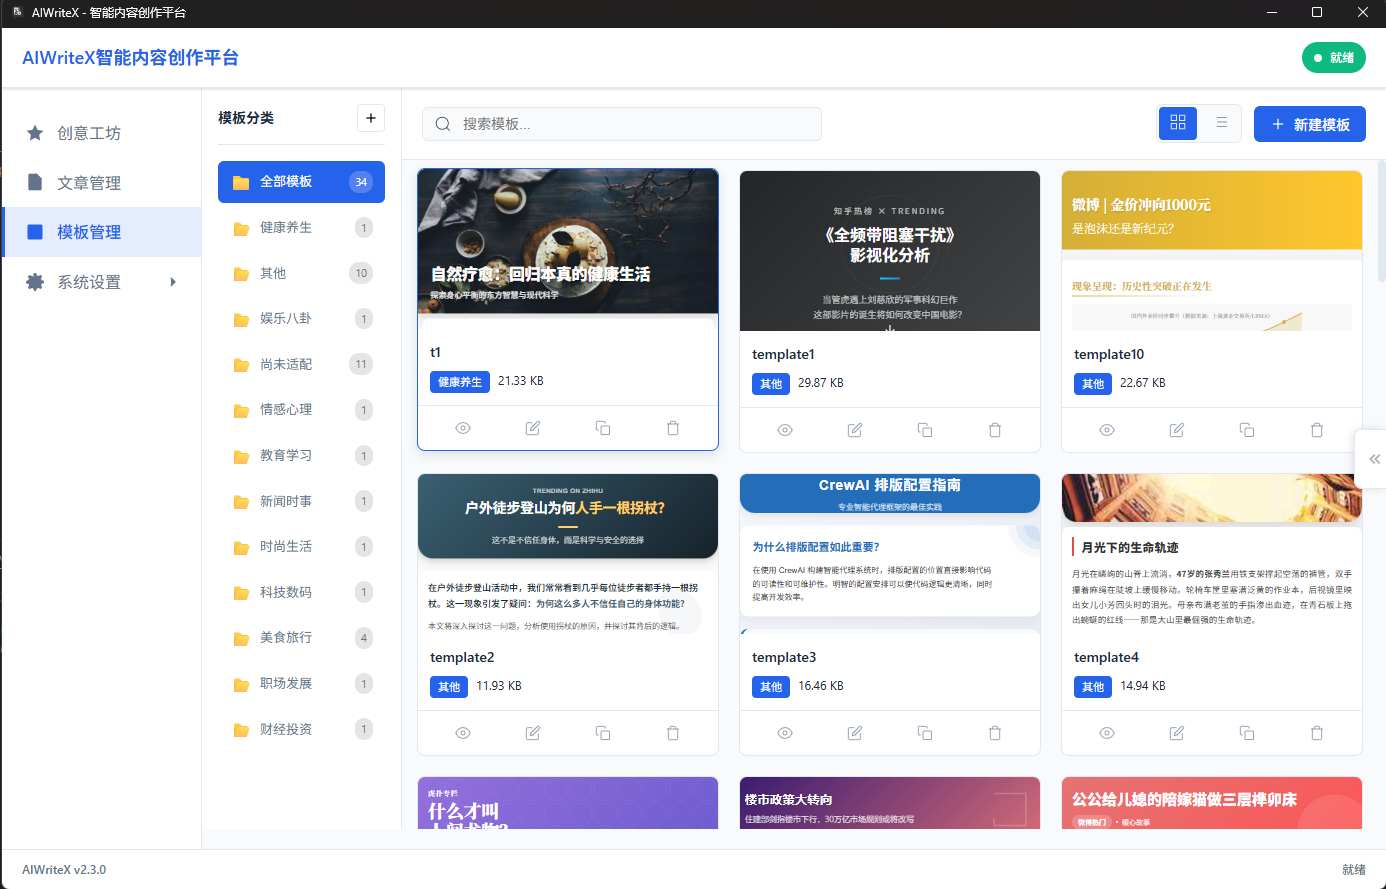 AIWriteX - 智能内容创作平台
AIWriteX智能内容创作平台
就绪
创意工坊
文章管理
模板管理
系统设置
模板分类
+
全部模板 34
健康养生 1
其他 10
娱乐八卦 1
尚未适配 11
情感心理 1
教育学习 1
新闻时事 1
时尚生活 1
科技数码 1
美食旅行 4
职场发展 1
财经投资 1
搜索模板...
+ 新建模板
自然疗愈：回归本真的健康生活
探索身心平衡的东方智慧与现代科学
t1
健康养生 21.33 KB
知乎热榜 × TRENDING
《全频带阻塞干扰》
影视化分析
当管虎遇上刘慈欣的军事科幻巨作
这部影片的诞生将如何改变中国电影？
template1
其他 29.87 KB
微博 | 金价冲向1000元
是泡沫还是新纪元？
现象呈现：历史性突破正在发生
template10
其他 22.67 KB
TRENDING ON ZHIHU
户外徒步登山为何人手一根拐杖？
这不是不信任身体，而是科学与安全的选择
在户外徒步登山活动中，我们常常看到几乎每位徒步者都手持一根拐
杖。这一现象引发了疑问：为何这么多人不信任自己的身体功能？
本文将深入探讨这一问题，分析使用拐杖的原因，并探讨其背后的逻辑。
template2
其他 11.93 KB
CrewAI 排版配置指南
专业智能代理框架的最佳实践
为什么排版配置如此重要？
在使用 CrewAI 构建智能代理系统时，排版配置的位置直接影响代码
的可读性和可维护性。明智的配置安排可以使代码逻辑更清晰，同时
提高开发效率。
template3
其他 16.46 KB
月光下的生命轨迹
月光在嶙峋的山脊上流淌，47岁的张秀兰用铁支架撑起空荡的裤管，双手
攥着麻绳在陡坡上缓慢移动。轮椅车筐里塞满泛黄的作业本，后视镜里映
出女儿小芳回头时的泪光。母亲布满老茧的手指渗出血迹，在青石板上拖
出蜿蜒的红线——那是大山里最倔强的生命轨迹。
template4
其他 14.94 KB
虎扑专栏
什么才叫
楼市政策大转向
住建部剑指楼市下行，30万亿市场规则或将改写
公公给儿媳的陪嫁猫做三层榫卯床
微博热门 • 暖心故事
AIWriteX v2.3.0
就绪